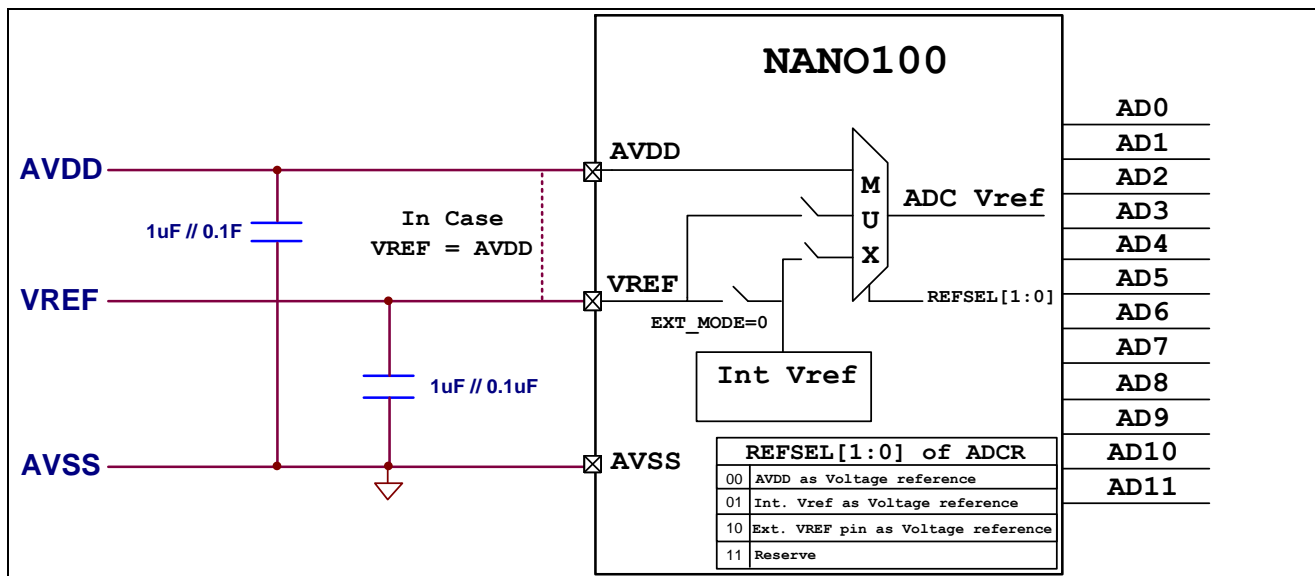 NANO100
AVDD
VREF
AVSS
1uF // 0.1F
In Case
VREF = AVDD
1uF // 0.1uF
AVDD
VREF
AVSS
EXT_MODE=0
Int Vref
M
U
X
ADC Vref
REFSEL[1:0]
REFSEL[1:0] of ADCR
00 AVDD as Voltage reference
01 Int. Vref as Voltage reference
10 Ext. VREF pin as Voltage reference
11 Reserve
AD0
AD1
AD2
AD3
AD4
AD5
AD6
AD7
AD8
AD9
AD10
AD11